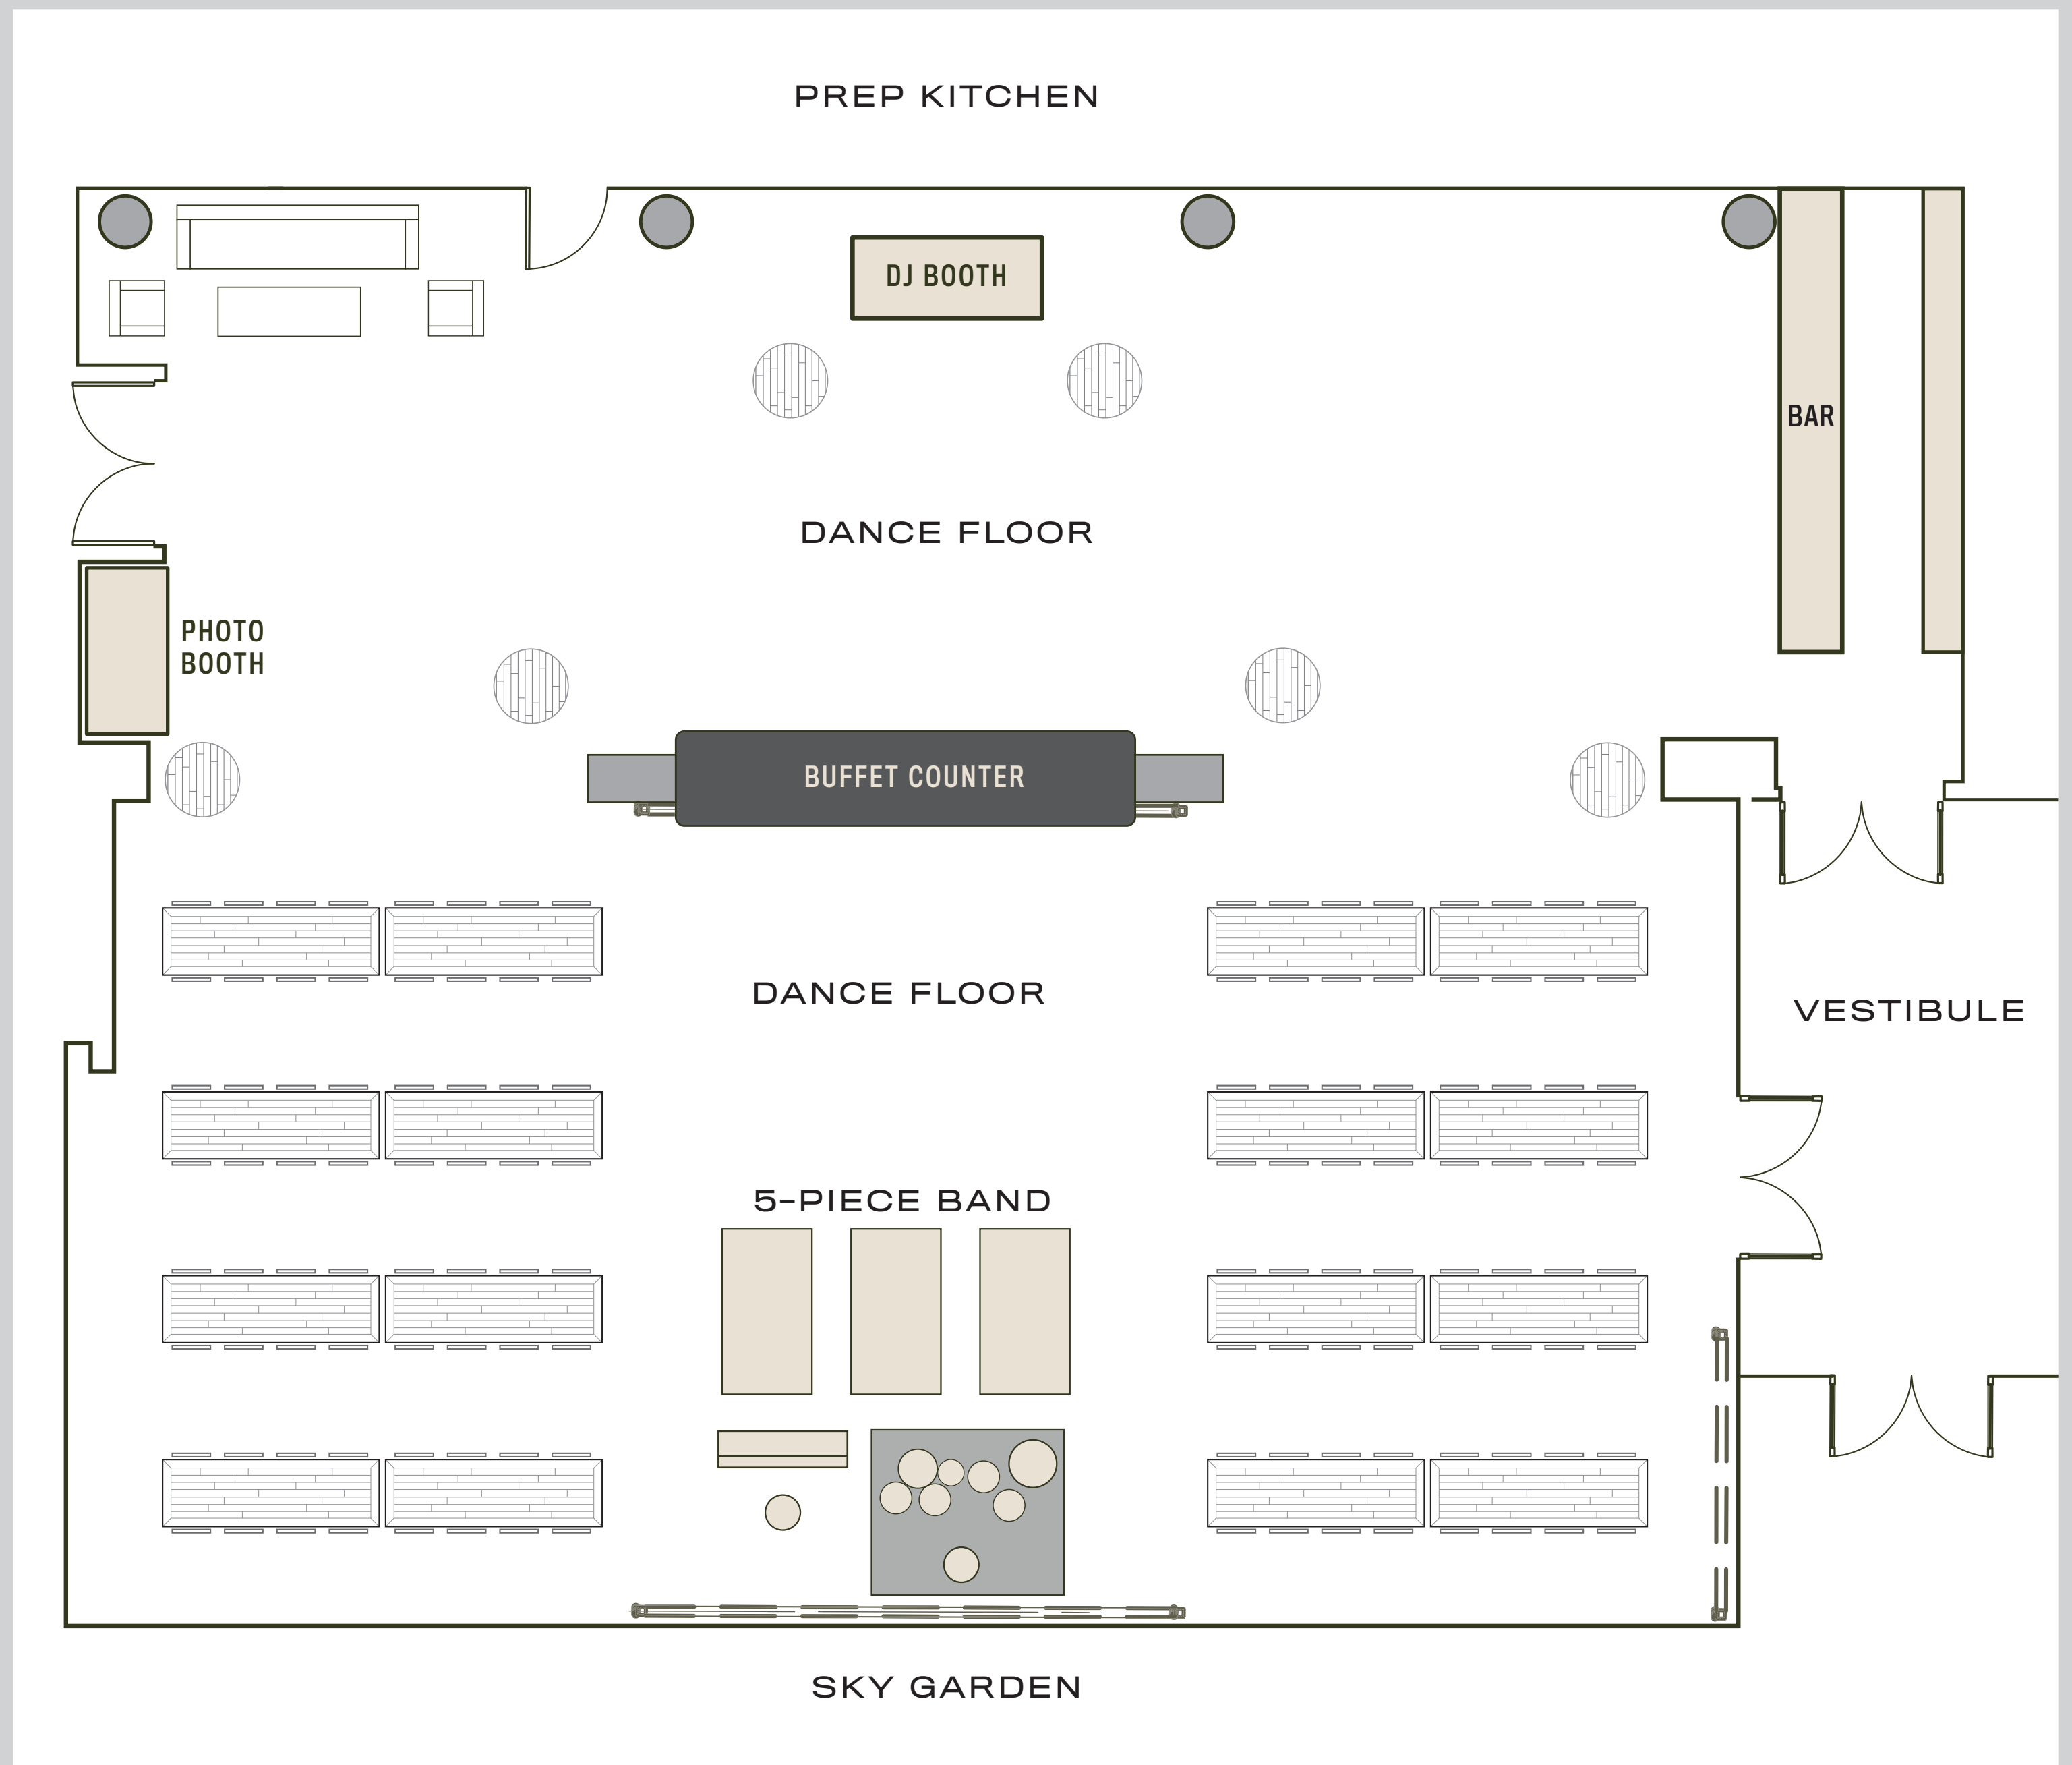 PREP KITCHEN
DJ BOOTH
BAR
DANCE FLOOR
PHOTO
BOOTH
BUFFET COUNTER
DANCE FLOOR
VESTIBULE
5-PIECE BAND
SKY GARDEN